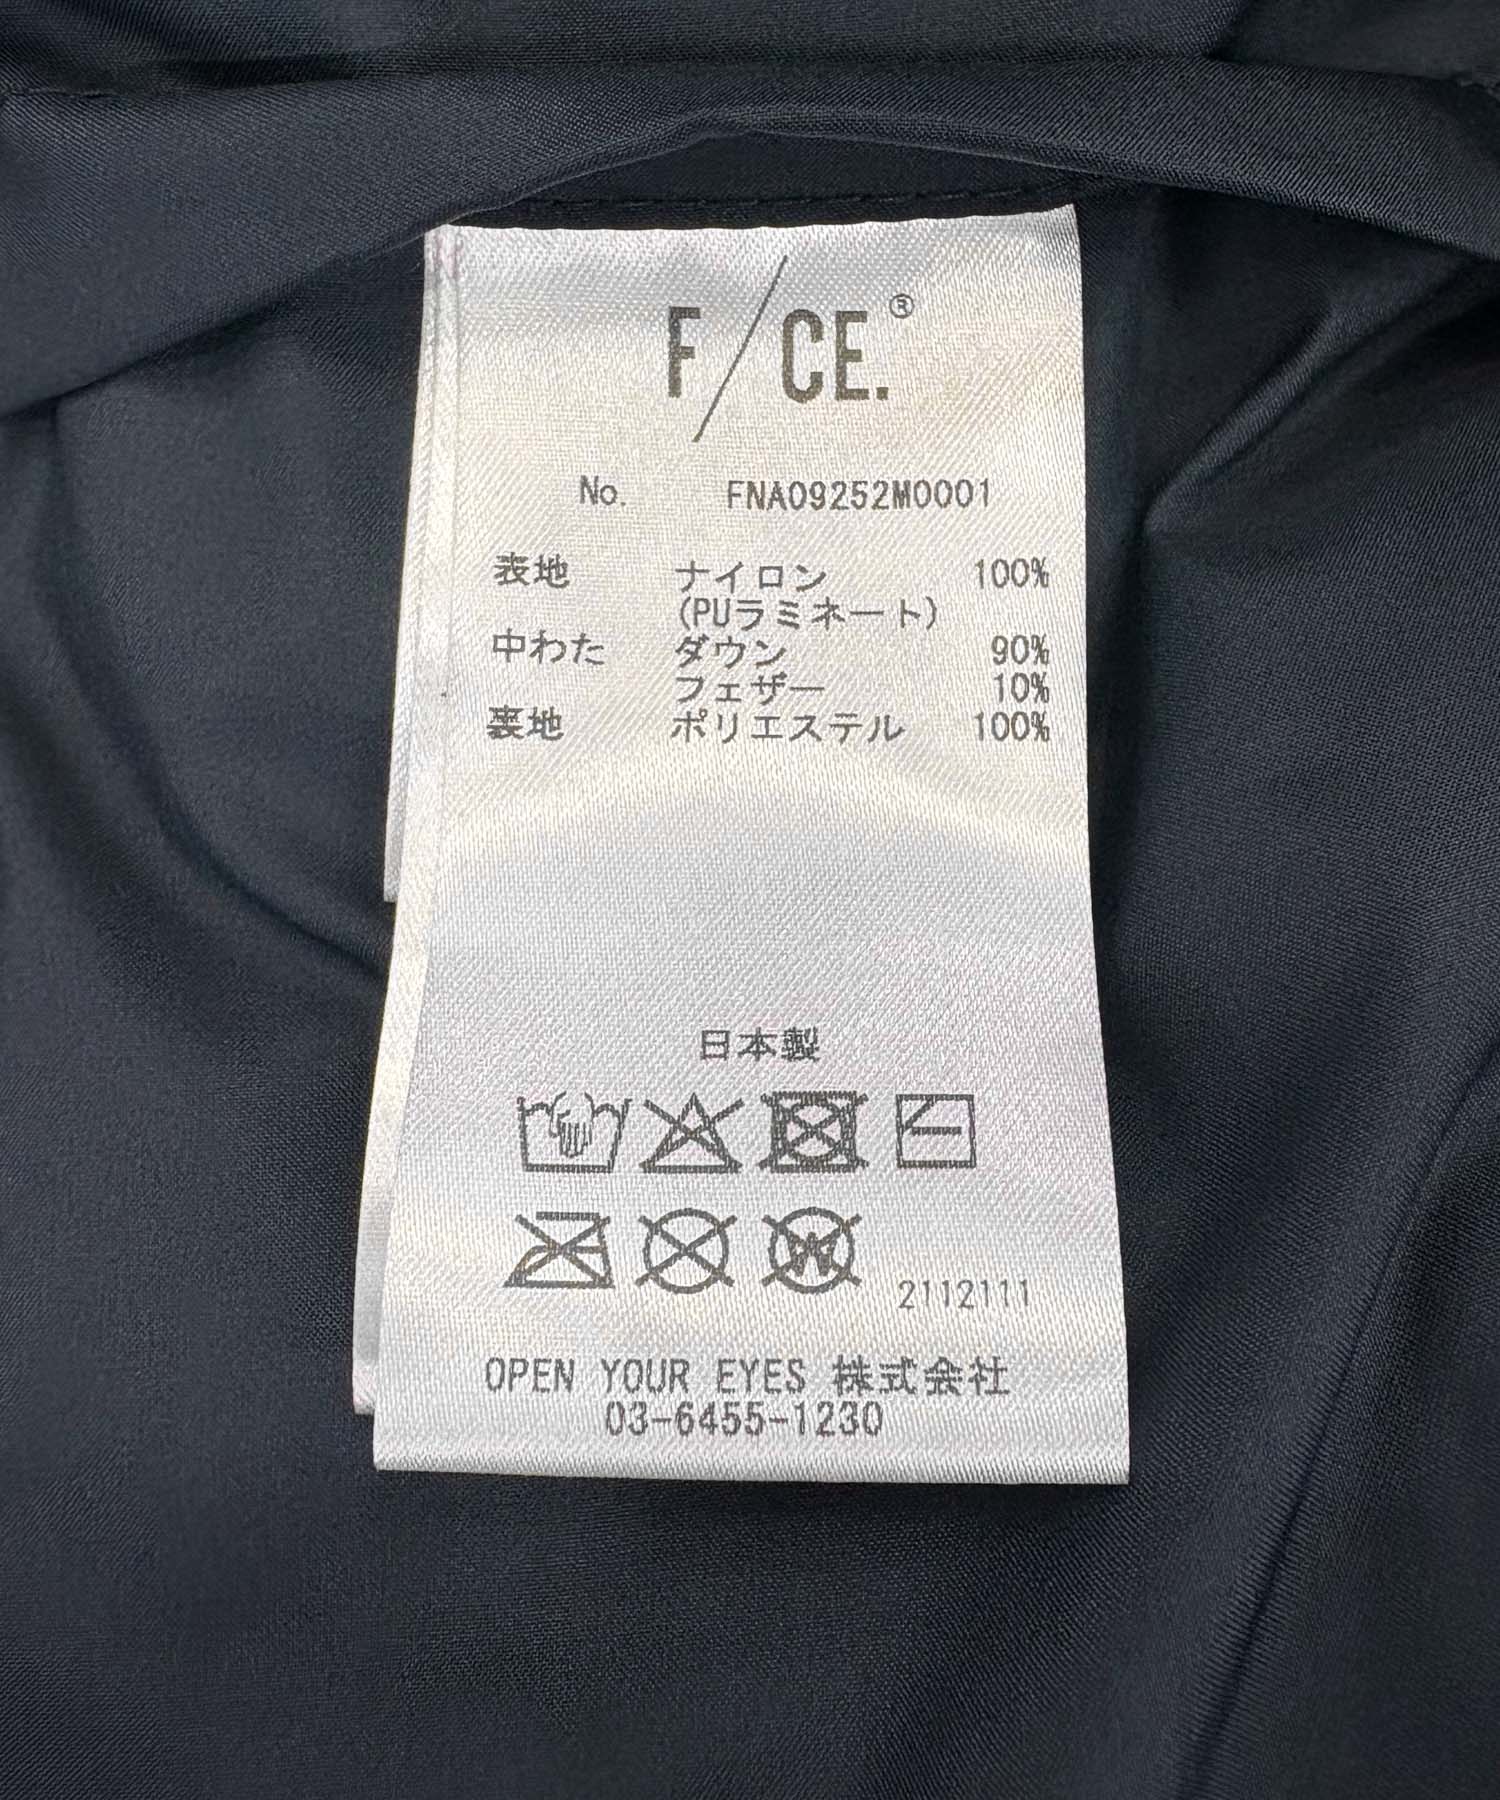 F/CE.®
No. FNA09252M0001
表地 ナイロン 100%
(PUラミネート)
中わた ダウン 90%
フェザー 10%
裏地 ポリエステル 100%
日本製
W
2112111
OPEN YOUR EYES 株式会社
03-6455-1230